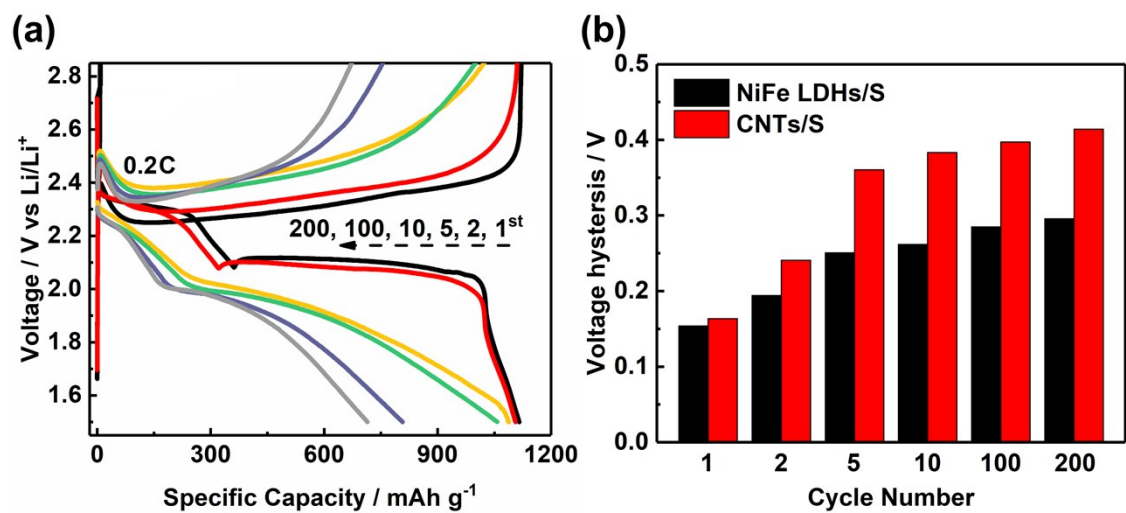 (a)
2.8
2.6
2.4
2.2
2.0
1.8
1.6
Voltage / V vs Li/Li⁺
0.2C
200, 100, 10, 5, 2, 1ˢᵗ
0 300 600 900 1200
Specific Capacity / mAh g⁻¹
(b)
0.5
0.4
0.3
0.2
0.1
0.0
Voltage hystersis / V
NiFe LDHs/S
CNTs/S
1 2 5 10 100 200
Cycle Number